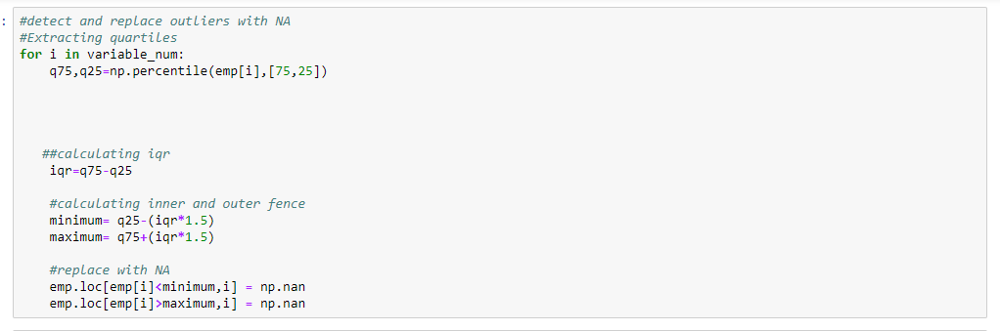 :
#detect and replace outliers with NA
#Extracting quartiles
for i in variable_num:
    q75,q25=np.percentile(emp[i],[75,25])
   ##calculating iqr
    iqr=q75-q25
    #calculating inner and outer fence
    minimum= q25-(iqr*1.5)
    maximum= q75+(iqr*1.5)
    #replace with NA
    emp.loc[emp[i]<minimum,i] = np.nan
    emp.loc[emp[i]>maximum,i] = np.nan